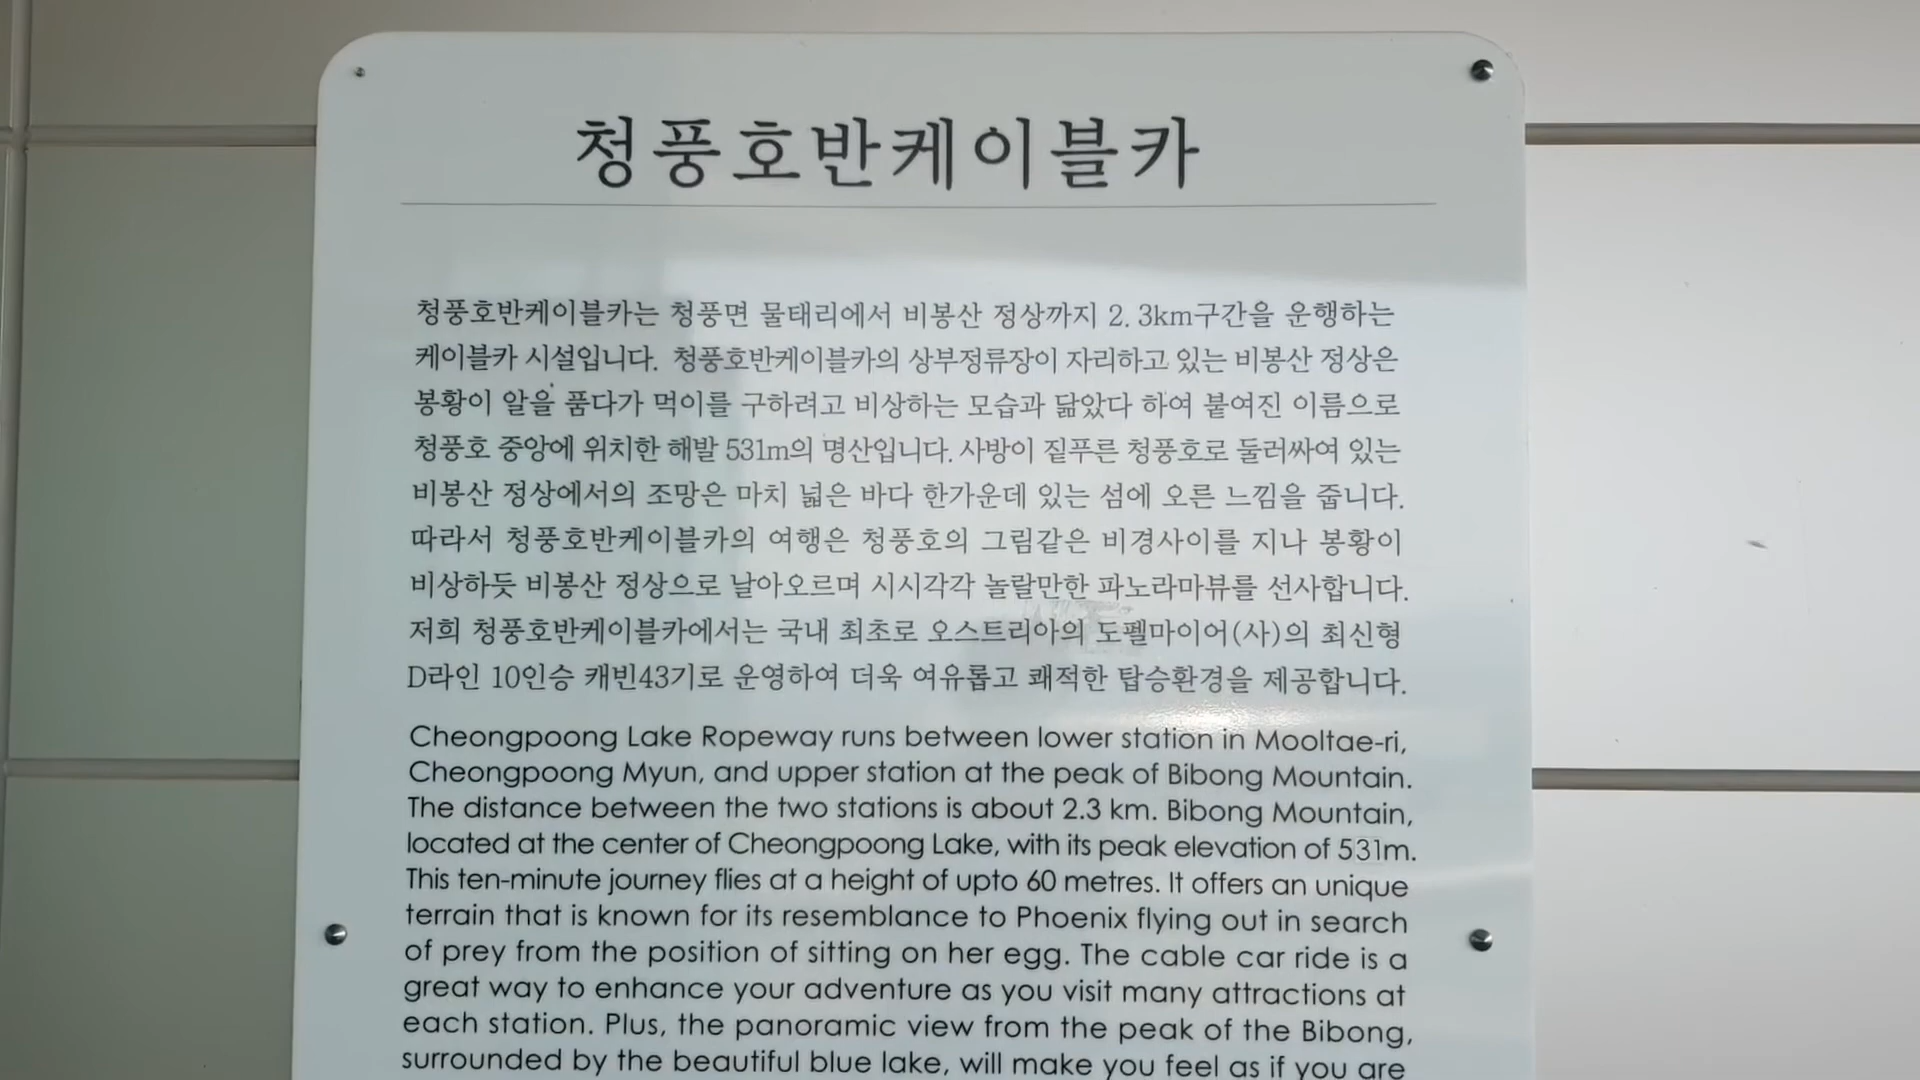 청풍호반케이블카
청풍호반케이블카는 청풍면 물태리에서 비봉산 정상까지 2.3km구간을 운행하는
케이블카 시설입니다. 청풍호반케이블카의 상부정류장이 자리하고 있는 비봉산 정상은
봉황이 알을 품다가 먹이를 구하려고 비상하는 모습과 닮았다 하여 붙여진 이름으로
청풍호 중앙에 위치한 해발 531m의 명산입니다. 사방이 짙푸른 청풍호로 둘러싸여 있는
비봉산 정상에서의 조망은 마치 넓은 바다 한가운데 있는 섬에 오른 느낌을 줍니다.
따라서 청풍호반케이블카의 여행은 청풍호의 그림같은 비경사이를 지나 봉황이
비상하듯 비봉산 정상으로 날아오르며 시시각각 놀랄만한 파노라마뷰를 선사합니다.
저희 청풍호반케이블카에서는 국내 최초로 오스트리아의 도펠마이어(사)의 최신형
D라인 10인승 캐빈43기로 운영하여 더욱 여유롭고 쾌적한 탑승환경을 제공합니다.
Cheongpoong Lake Ropeway runs between lower station in Mooltae-ri,
Cheongpoong Myun, and upper station at the peak of Bibong Mountain.
The distance between the two stations is about 2.3 km. Bibong Mountain,
located at the center of Cheongpoong Lake, with its peak elevation of 531m.
This ten-minute journey flies at a height of upto 60 metres. It offers an unique
terrain that is known for its resemblance to Phoenix flying out in search
of prey from the position of sitting on her egg. The cable car ride is a
great way to enhance your adventure as you visit many attractions at
each station. Plus, the panoramic view from the peak of the Bibong,
surrounded by the beautiful blue lake, will make you feel as if you are